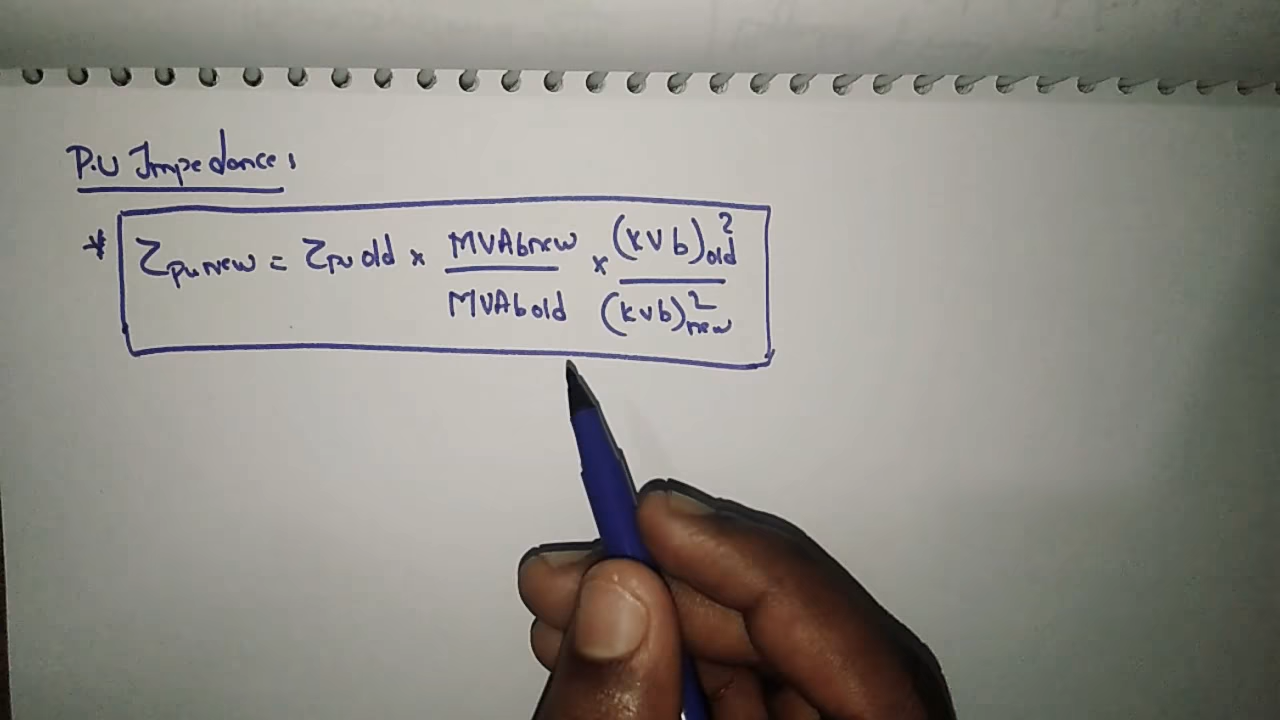 P.U Impedance:
* Zpu new = Zpu old × MVAb new / MVAb old × (kVb)²old / (kVb)²new